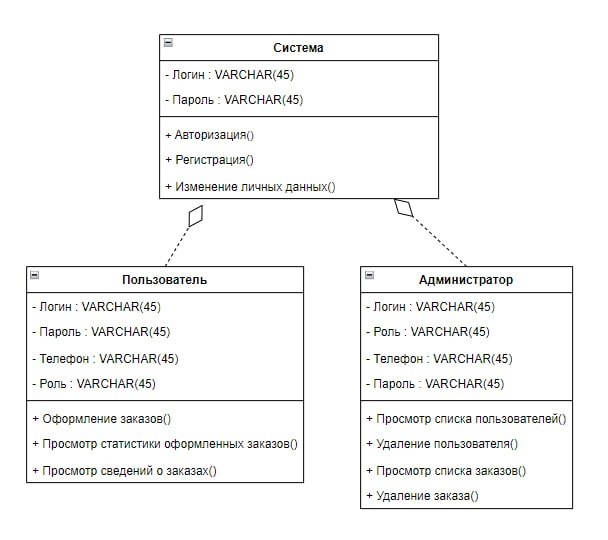 Система
- Логин : VARCHAR(45)
- Пароль : VARCHAR(45)
+ Авторизация()
+ Регистрация()
+ Изменение личных данных()
Пользователь
- Логин : VARCHAR(45)
- Пароль : VARCHAR(45)
- Телефон : VARCHAR(45)
- Роль : VARCHAR(45)
+ Оформление заказов()
+ Просмотр статистики оформленных заказов()
+ Просмотр сведений о заказах()
Администратор
- Логин : VARCHAR(45)
- Роль : VARCHAR(45)
- Телефон : VARCHAR(45)
- Пароль : VARCHAR(45)
+ Просмотр списка пользователей()
+ Удаление пользователя()
+ Просмотр списка заказов()
+ Удаление заказа()